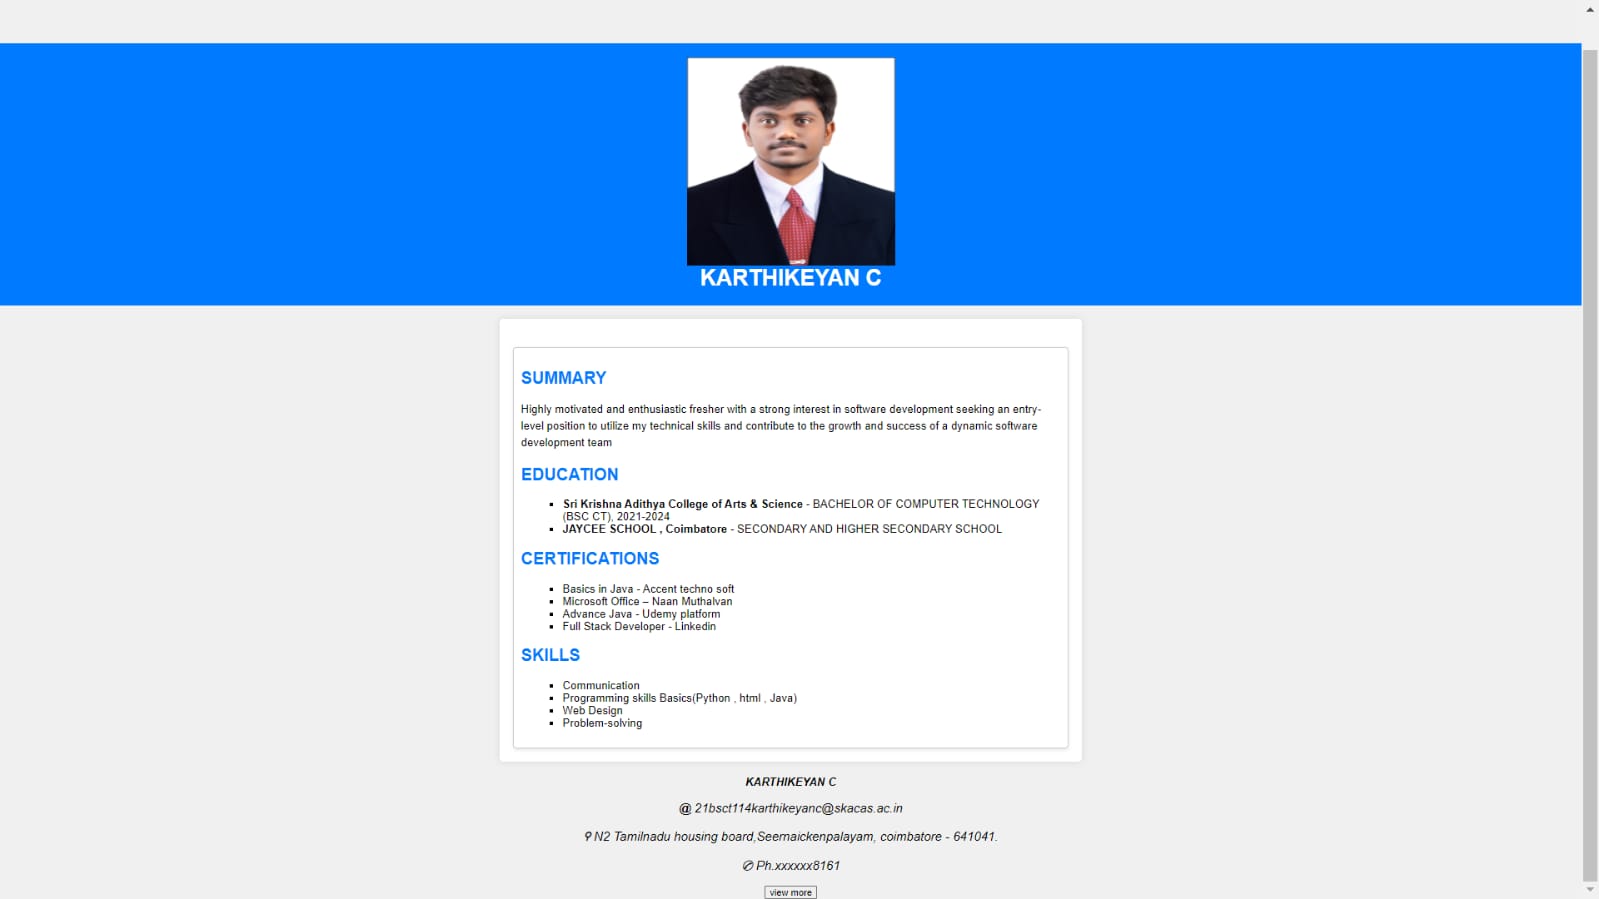 KARTHIKEYAN C
SUMMARY
Highly motivated and enthusiastic fresher with a strong interest in software development seeking an entry-
level position to utilize my technical skills and contribute to the growth and success of a dynamic software
development team
EDUCATION
▪ Sri Krishna Adithya College of Arts & Science - BACHELOR OF COMPUTER TECHNOLOGY
(BSC CT), 2021-2024
▪ JAYCEE SCHOOL , Coimbatore - SECONDARY AND HIGHER SECONDARY SCHOOL
CERTIFICATIONS
▪ Basics in Java - Accent techno soft
▪ Microsoft Office – Naan Muthalvan
▪ Advance Java - Udemy platform
▪ Full Stack Developer - Linkedin
SKILLS
▪ Communication
▪ Programming skills Basics(Python , html , Java)
▪ Web Design
▪ Problem-solving
KARTHIKEYAN C
@ 21bsct114karthikeyanc@skacas.ac.in
⚲ N2 Tamilnadu housing board,Seernaickenpalayam, coimbatore - 641041.
✆ Ph.xxxxxx8161
view more